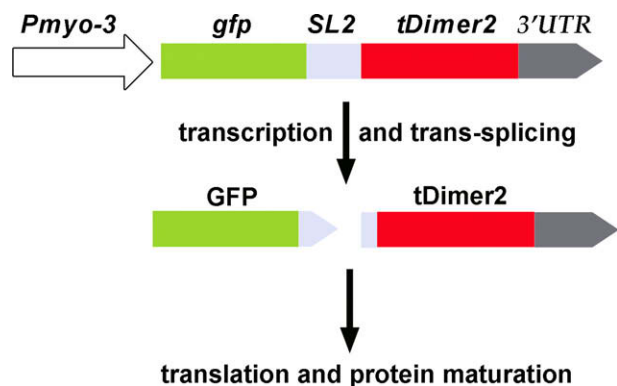 Pmyo-3 gfp SL2 tDimer2 3'UTR
transcription and trans-splicing
GFP tDimer2
translation and protein maturation